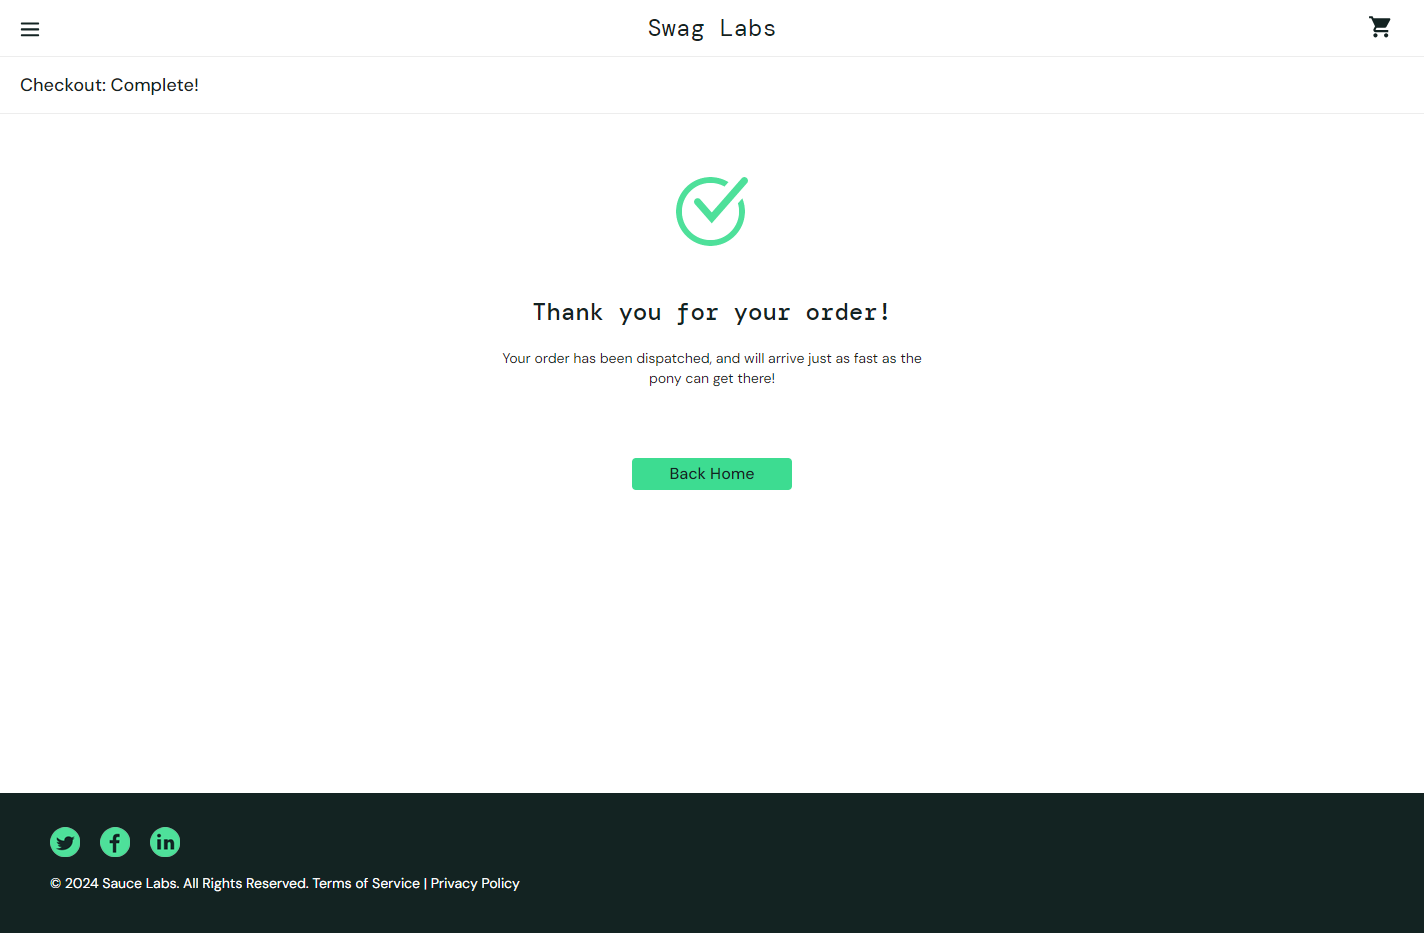 Swag Labs
Checkout: Complete!
Thank you for your order!
Your order has been dispatched, and will arrive just as fast as the
pony can get there!
Back Home
© 2024 Sauce Labs. All Rights Reserved. Terms of Service | Privacy Policy